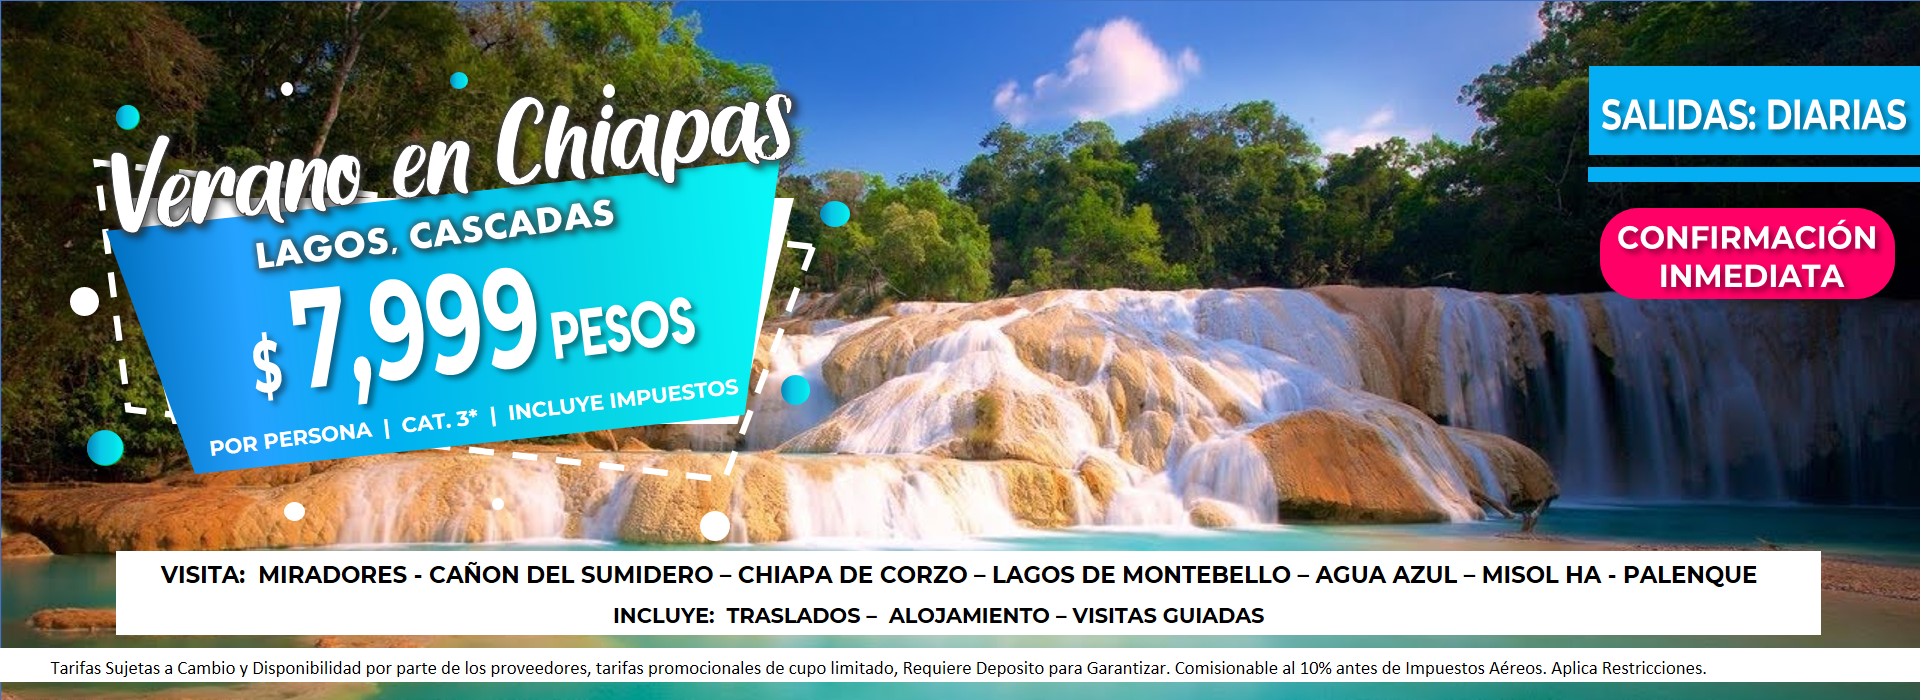 Verano en Chiapas
LAGOS, CASCADAS
$ 7,999 PESOS
POR PERSONA | CAT. 3* | INCLUYE IMPUESTOS
SALIDAS: DIARIAS
CONFIRMACIÓN
INMEDIATA
VISITA: MIRADORES - CAÑON DEL SUMIDERO – CHIAPA DE CORZO – LAGOS DE MONTEBELLO – AGUA AZUL – MISOL HA - PALENQUE
INCLUYE: TRASLADOS – ALOJAMIENTO – VISITAS GUIADAS
Tarifas Sujetas a Cambio y Disponibilidad por parte de los proveedores, tarifas promocionales de cupo limitado, Requiere Deposito para Garantizar. Comisionable al 10% antes de Impuestos Aéreos. Aplica Restricciones.